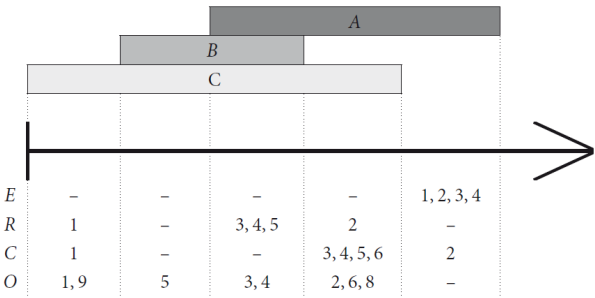 A
B
C
E – – – – 1, 2, 3, 4
R 1 – 3, 4, 5 2 –
C 1 – – 3, 4, 5, 6 2
O 1, 9 5 3, 4 2, 6, 8 –